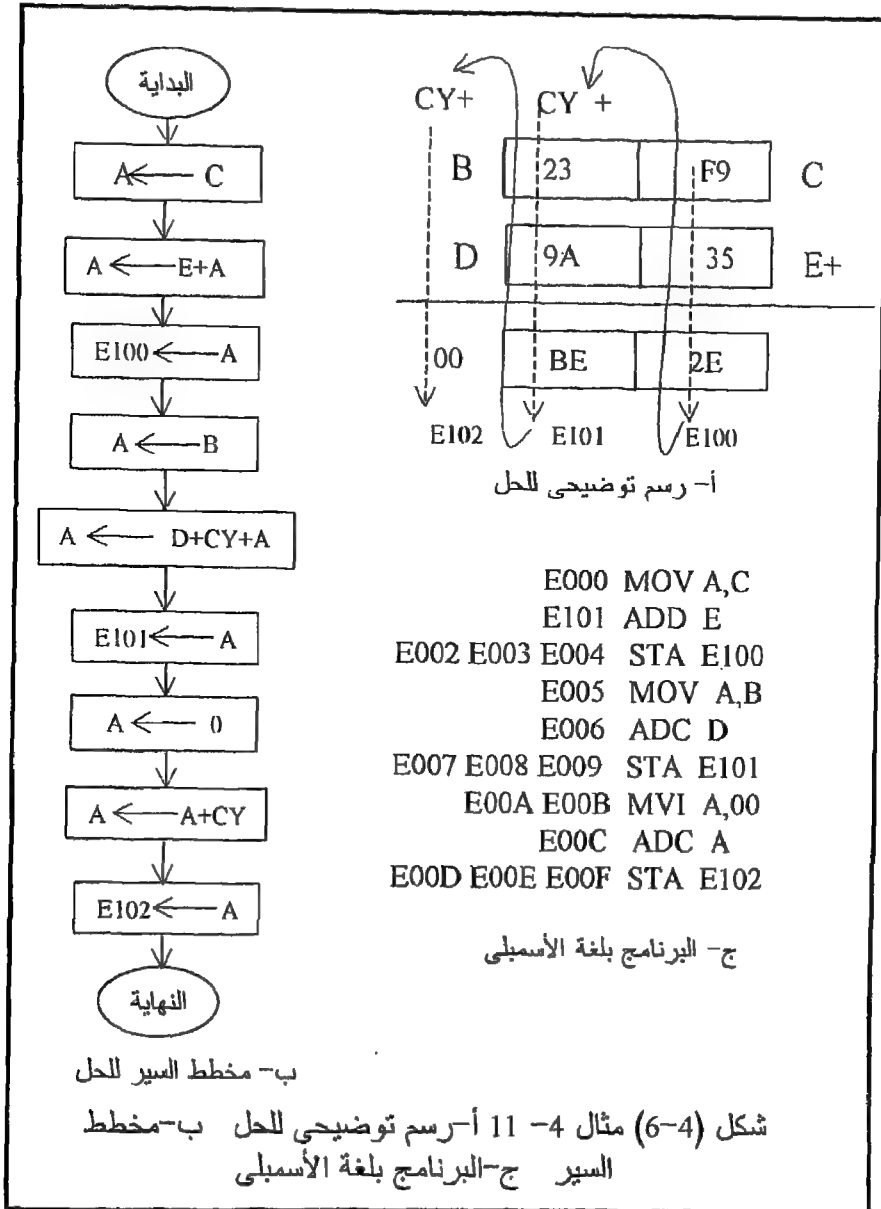 البداية
A ← C
A ← E+A
E100 ← A
A ← B
A ← D+CY+A
E101 ← A
A ← 0
A ← A+CY
E102 ← A
النهاية
ب- مخطط السير للحل
CY+ CY +
B 23 F9 C
D 9A 35 E+
00 BE 2E
E102 E101 E100
أ- رسم توضيحى للحل
E000 MOV A,C
E101 ADD E
E002 E003 E004 STA E100
E005 MOV A,B
E006 ADC D
E007 E008 E009 STA E101
E00A E00B MVI A,00
E00C ADC A
E00D E00E E00F STA E102
ج- البرنامج بلغة الأسمبلى
شكل (4-6) مثال 4- 11 أ-رسم توضيحى للحل ب-مخطط
السير ج-البرنامج بلغة الأسمبلى